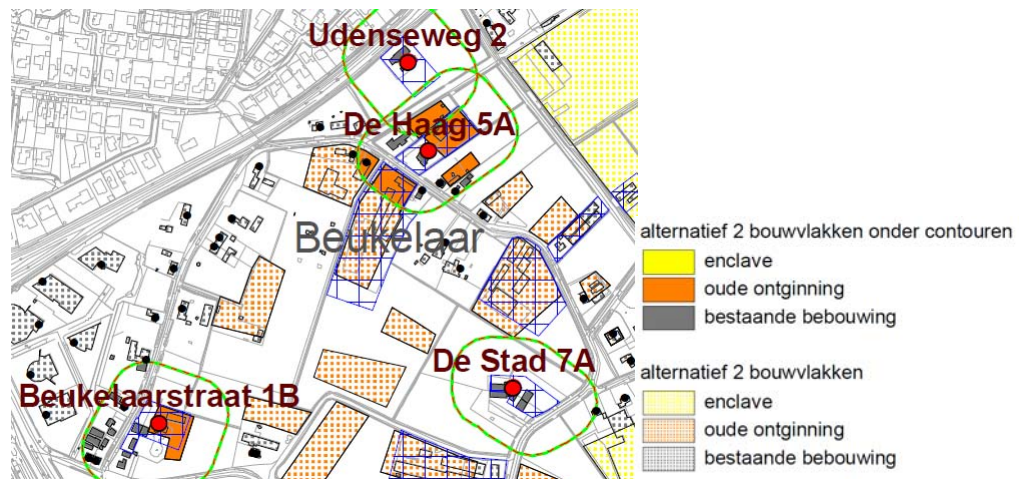 Udenseweg 2
De Haag 5A
Beukelaar
De Stad 7A
Beukelaarstraat 1B
alternatief 2 bouwvlakken onder contouren
enclave
oude ontginning
bestaande bebouwing
alternatief 2 bouwvlakken
enclave
oude ontginning
bestaande bebouwing